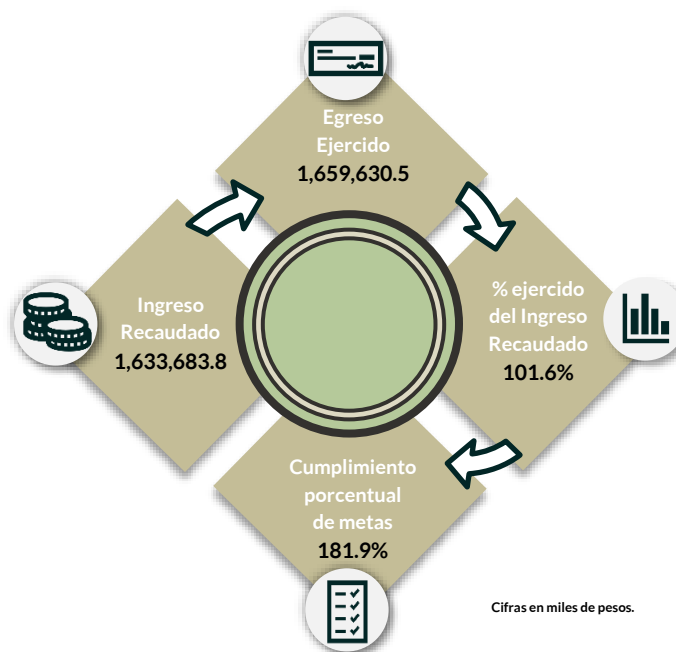 Egreso
Ejercido
1,659,630.5
Ingreso
Recaudado
1,633,683.8
% ejercido
del Ingreso
Recaudado
101.6%
Cumplimiento
porcentual
de metas
181.9%
Cifras en miles de pesos.